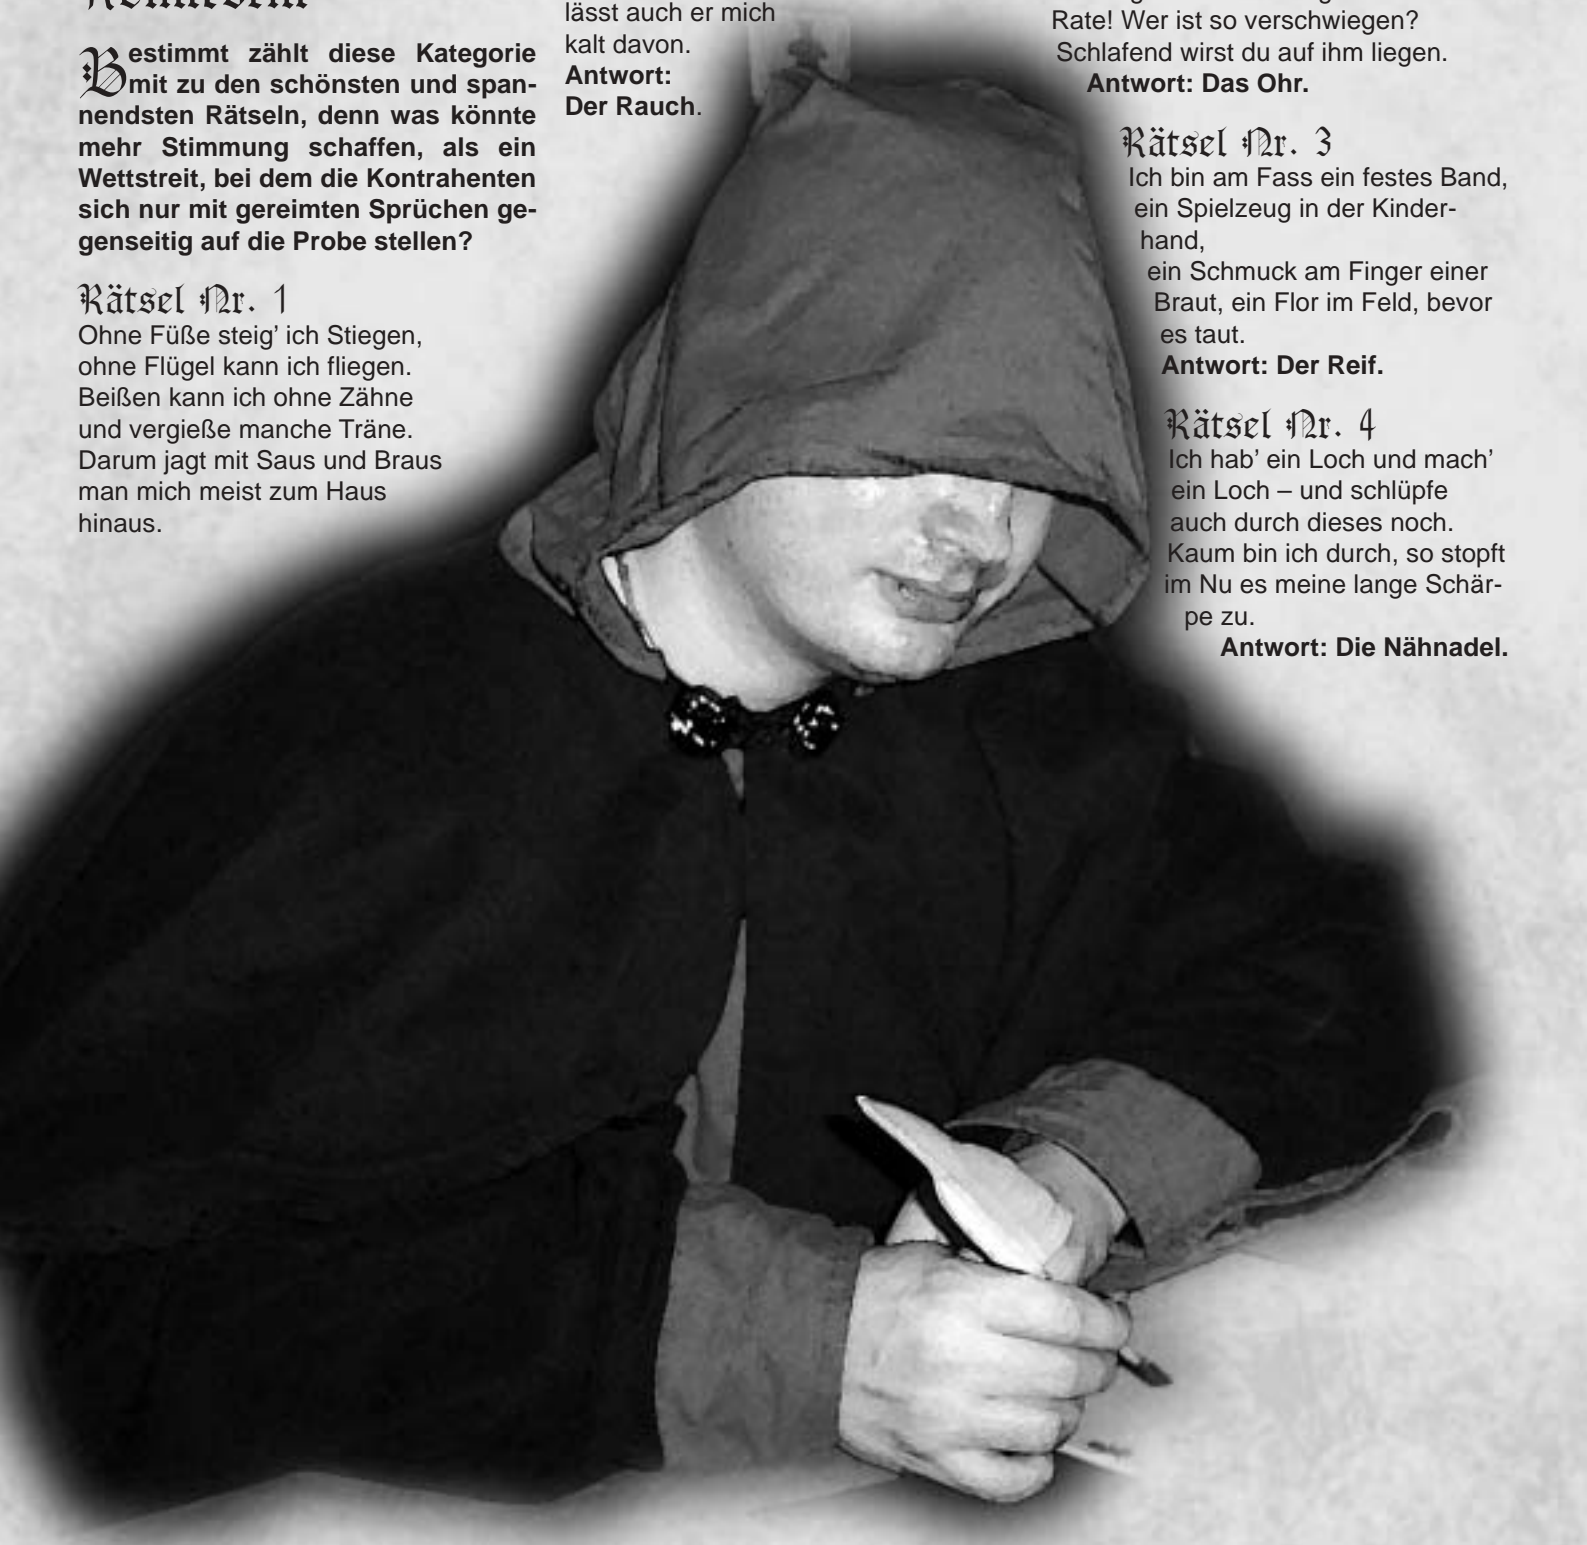 Bestimmt zählt diese Kategorie
mit zu den schönsten und span-
nendsten Rätseln, denn was könnte
mehr Stimmung schaffen, als ein
Wettstreit, bei dem die Kontrahenten
sich nur mit gereimten Sprüchen ge-
genseitig auf die Probe stellen?
Rätsel Nr. 1
Ohne Füße steig’ ich Stiegen,
ohne Flügel kann ich fliegen.
Beißen kann ich ohne Zähne
und vergieße manche Träne.
Darum jagt mit Saus und Braus
man mich meist zum Haus
hinaus.
lässt auch er mich
kalt davon.
Antwort:
Der Rauch.
Rate! Wer ist so verschwiegen?
Schlafend wirst du auf ihm liegen.
Antwort: Das Ohr.
Rätsel Nr. 3
Ich bin am Fass ein festes Band,
ein Spielzeug in der Kinder-
hand,
ein Schmuck am Finger einer
Braut, ein Flor im Feld, bevor
es taut.
Antwort: Der Reif.
Rätsel Nr. 4
Ich hab’ ein Loch und mach’
ein Loch – und schlüpfe
auch durch dieses noch.
Kaum bin ich durch, so stopft
im Nu es meine lange Schär-
pe zu.
Antwort: Die Nähnadel.